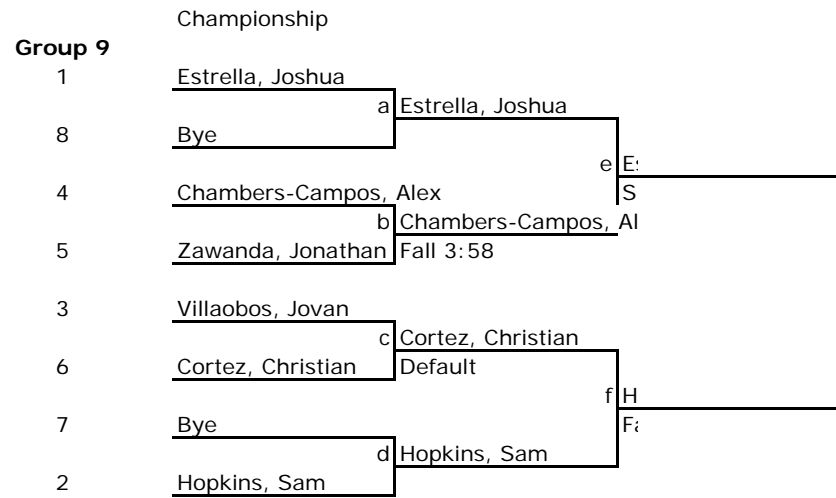 Championship
Group 9
1 Estrella, Joshua
a Estrella, Joshua
8 Bye
e
4 Chambers-Campos, Alex S
b Chambers-Campos, Al
5 Zawanda, Jonathan Fall 3:58
3 Villaobos, Jovan
c Cortez, Christian
6 Cortez, Christian Default
f H
7 Bye
d Hopkins, Sam
2 Hopkins, Sam